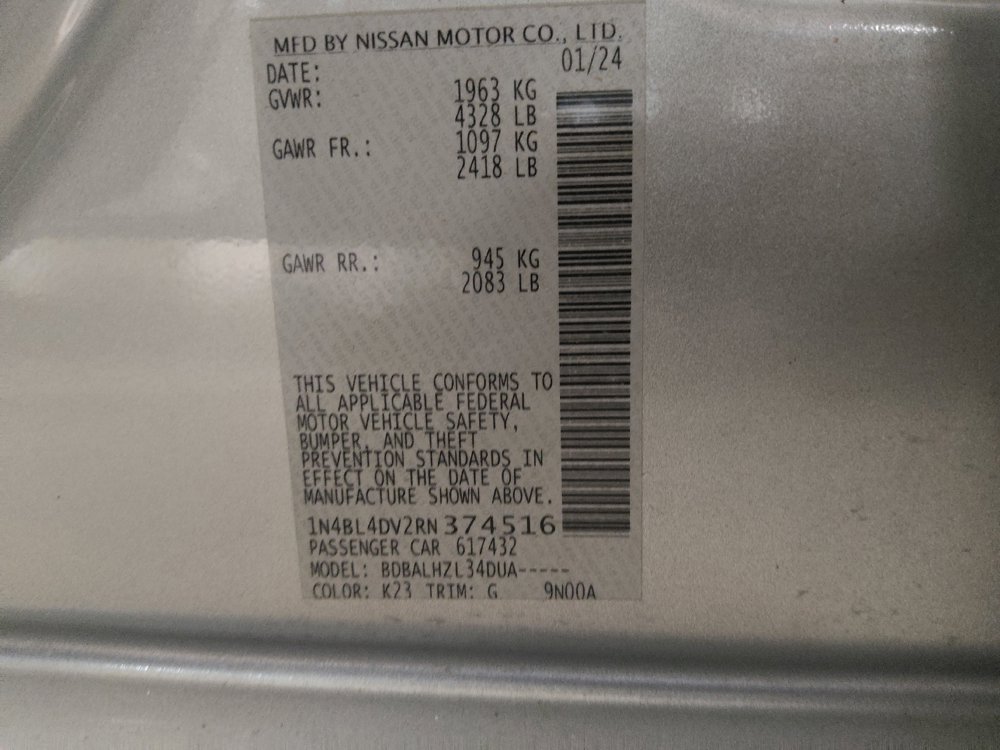 MFD BY NISSAN MOTOR CO., LTD.
DATE: 01/24
GVWR: 1963 KG
4328 LB
GAWR FR.: 1097 KG
2418 LB
GAWR RR.: 945 KG
2083 LB
THIS VEHICLE CONFORMS TO
ALL APPLICABLE FEDERAL
MOTOR VEHICLE SAFETY,
BUMPER, AND THEFT
PREVENTION STANDARDS IN
EFFECT ON THE DATE OF
MANUFACTURE SHOWN ABOVE.
1N4BL4DV2RN 374516
PASSENGER CAR 617432
MODEL: BDBALHZL34DUA-----
COLOR: K23 TRIM: G 9N00A